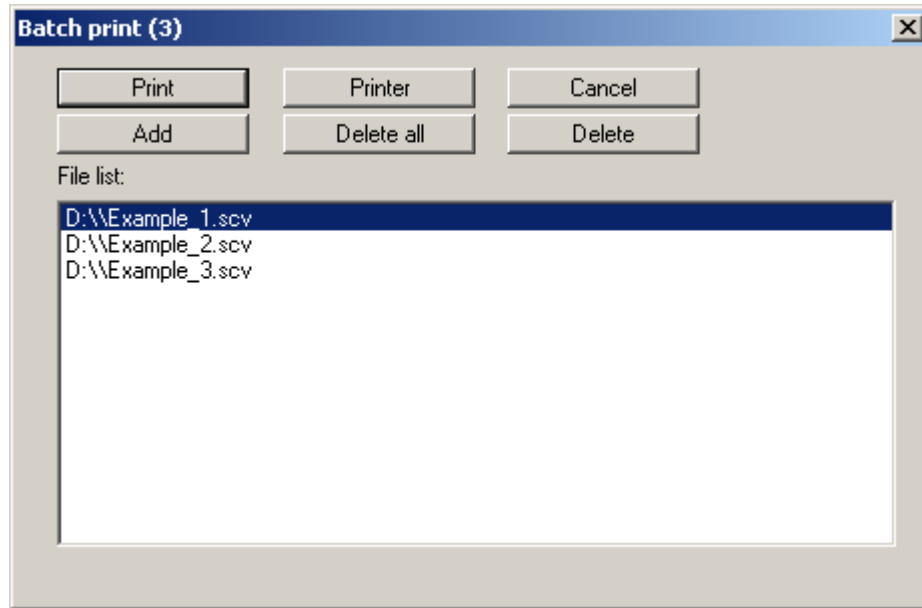 Batch print (3)
Print Printer Cancel
Add Delete all Delete
File list:
D:\\Example_1.scv
D:\\Example_2.scv
D:\\Example_3.scv